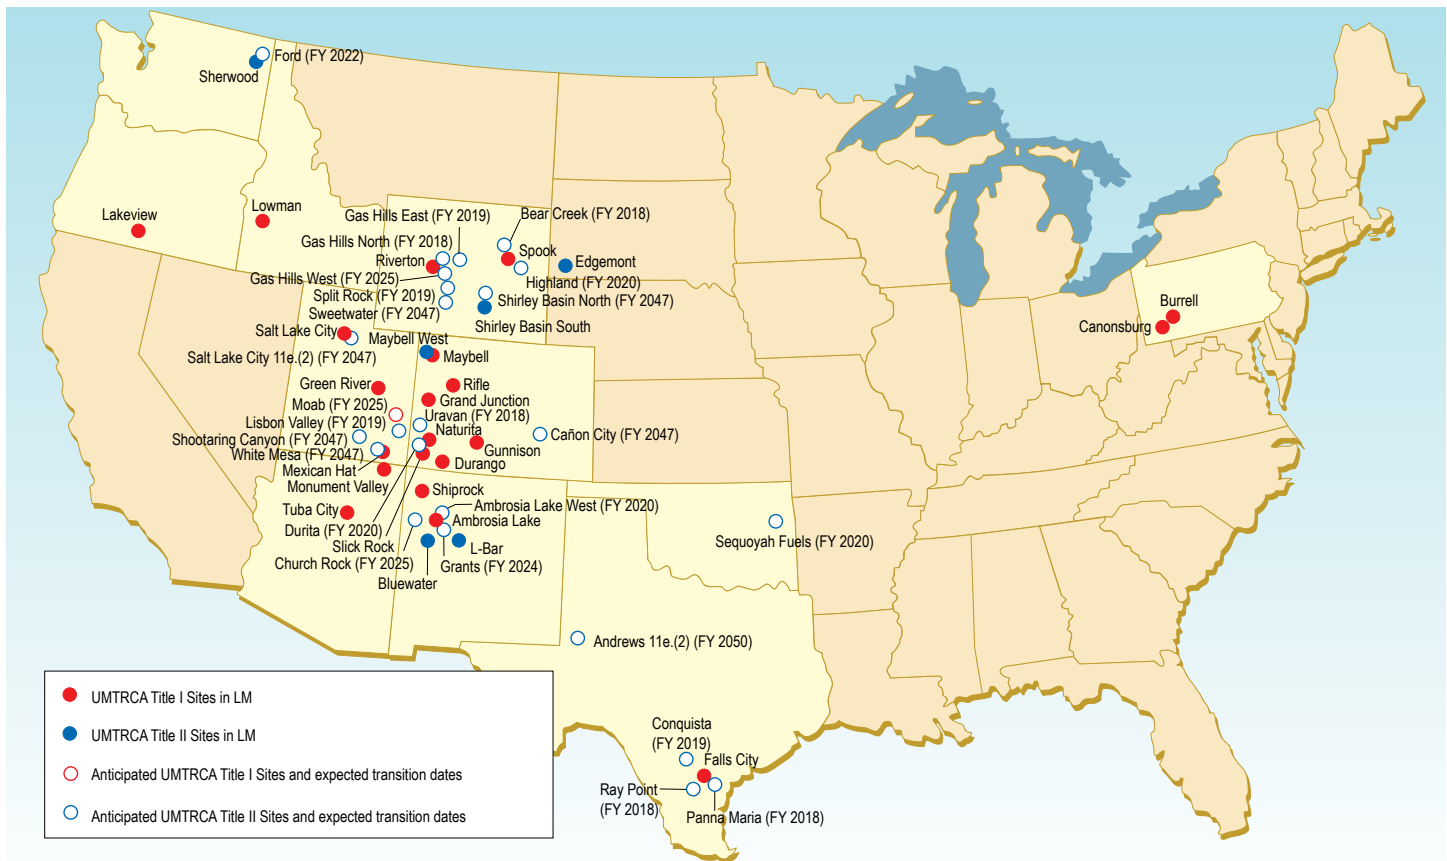 Ford (FY 2022)
Sherwood
Lakeview
Lowman
Gas Hills East (FY 2019)
Bear Creek (FY 2018)
Gas Hills North (FY 2018)
Riverton
Spook
Edgemont
Gas Hills West (FY 2025)
Highland (FY 2020)
Split Rock (FY 2019)
Shirley Basin North (FY 2047)
Sweetwater (FY 2047)
Shirley Basin South
Salt Lake City
Maybell West
Salt Lake City 11e.(2) (FY 2047)
Maybell
Green River
Rifle
Moab (FY 2025)
Grand Junction
Lisbon Valley (FY 2019)
Uravan (FY 2018)
Shootaring Canyon (FY 2047)
Naturita
Cañon City (FY 2047)
White Mesa (FY 2047)
Gunnison
Mexican Hat
Durango
Monument Valley
Shiprock
Tuba City
Ambrosia Lake West (FY 2020)
Durita (FY 2020)
Ambrosia Lake
Slick Rock
L-Bar
Church Rock (FY 2025)
Grants (FY 2024)
Bluewater
Sequoyah Fuels (FY 2020)
Burrell
Canonsburg
Andrews 11e.(2) (FY 2050)
Conquista
(FY 2019)
Falls City
Ray Point
(FY 2018)
Panna Maria (FY 2018)
UMTRCA Title I Sites in LM
UMTRCA Title II Sites in LM
Anticipated UMTRCA Title I Sites and expected transition dates
Anticipated UMTRCA Title II Sites and expected transition dates